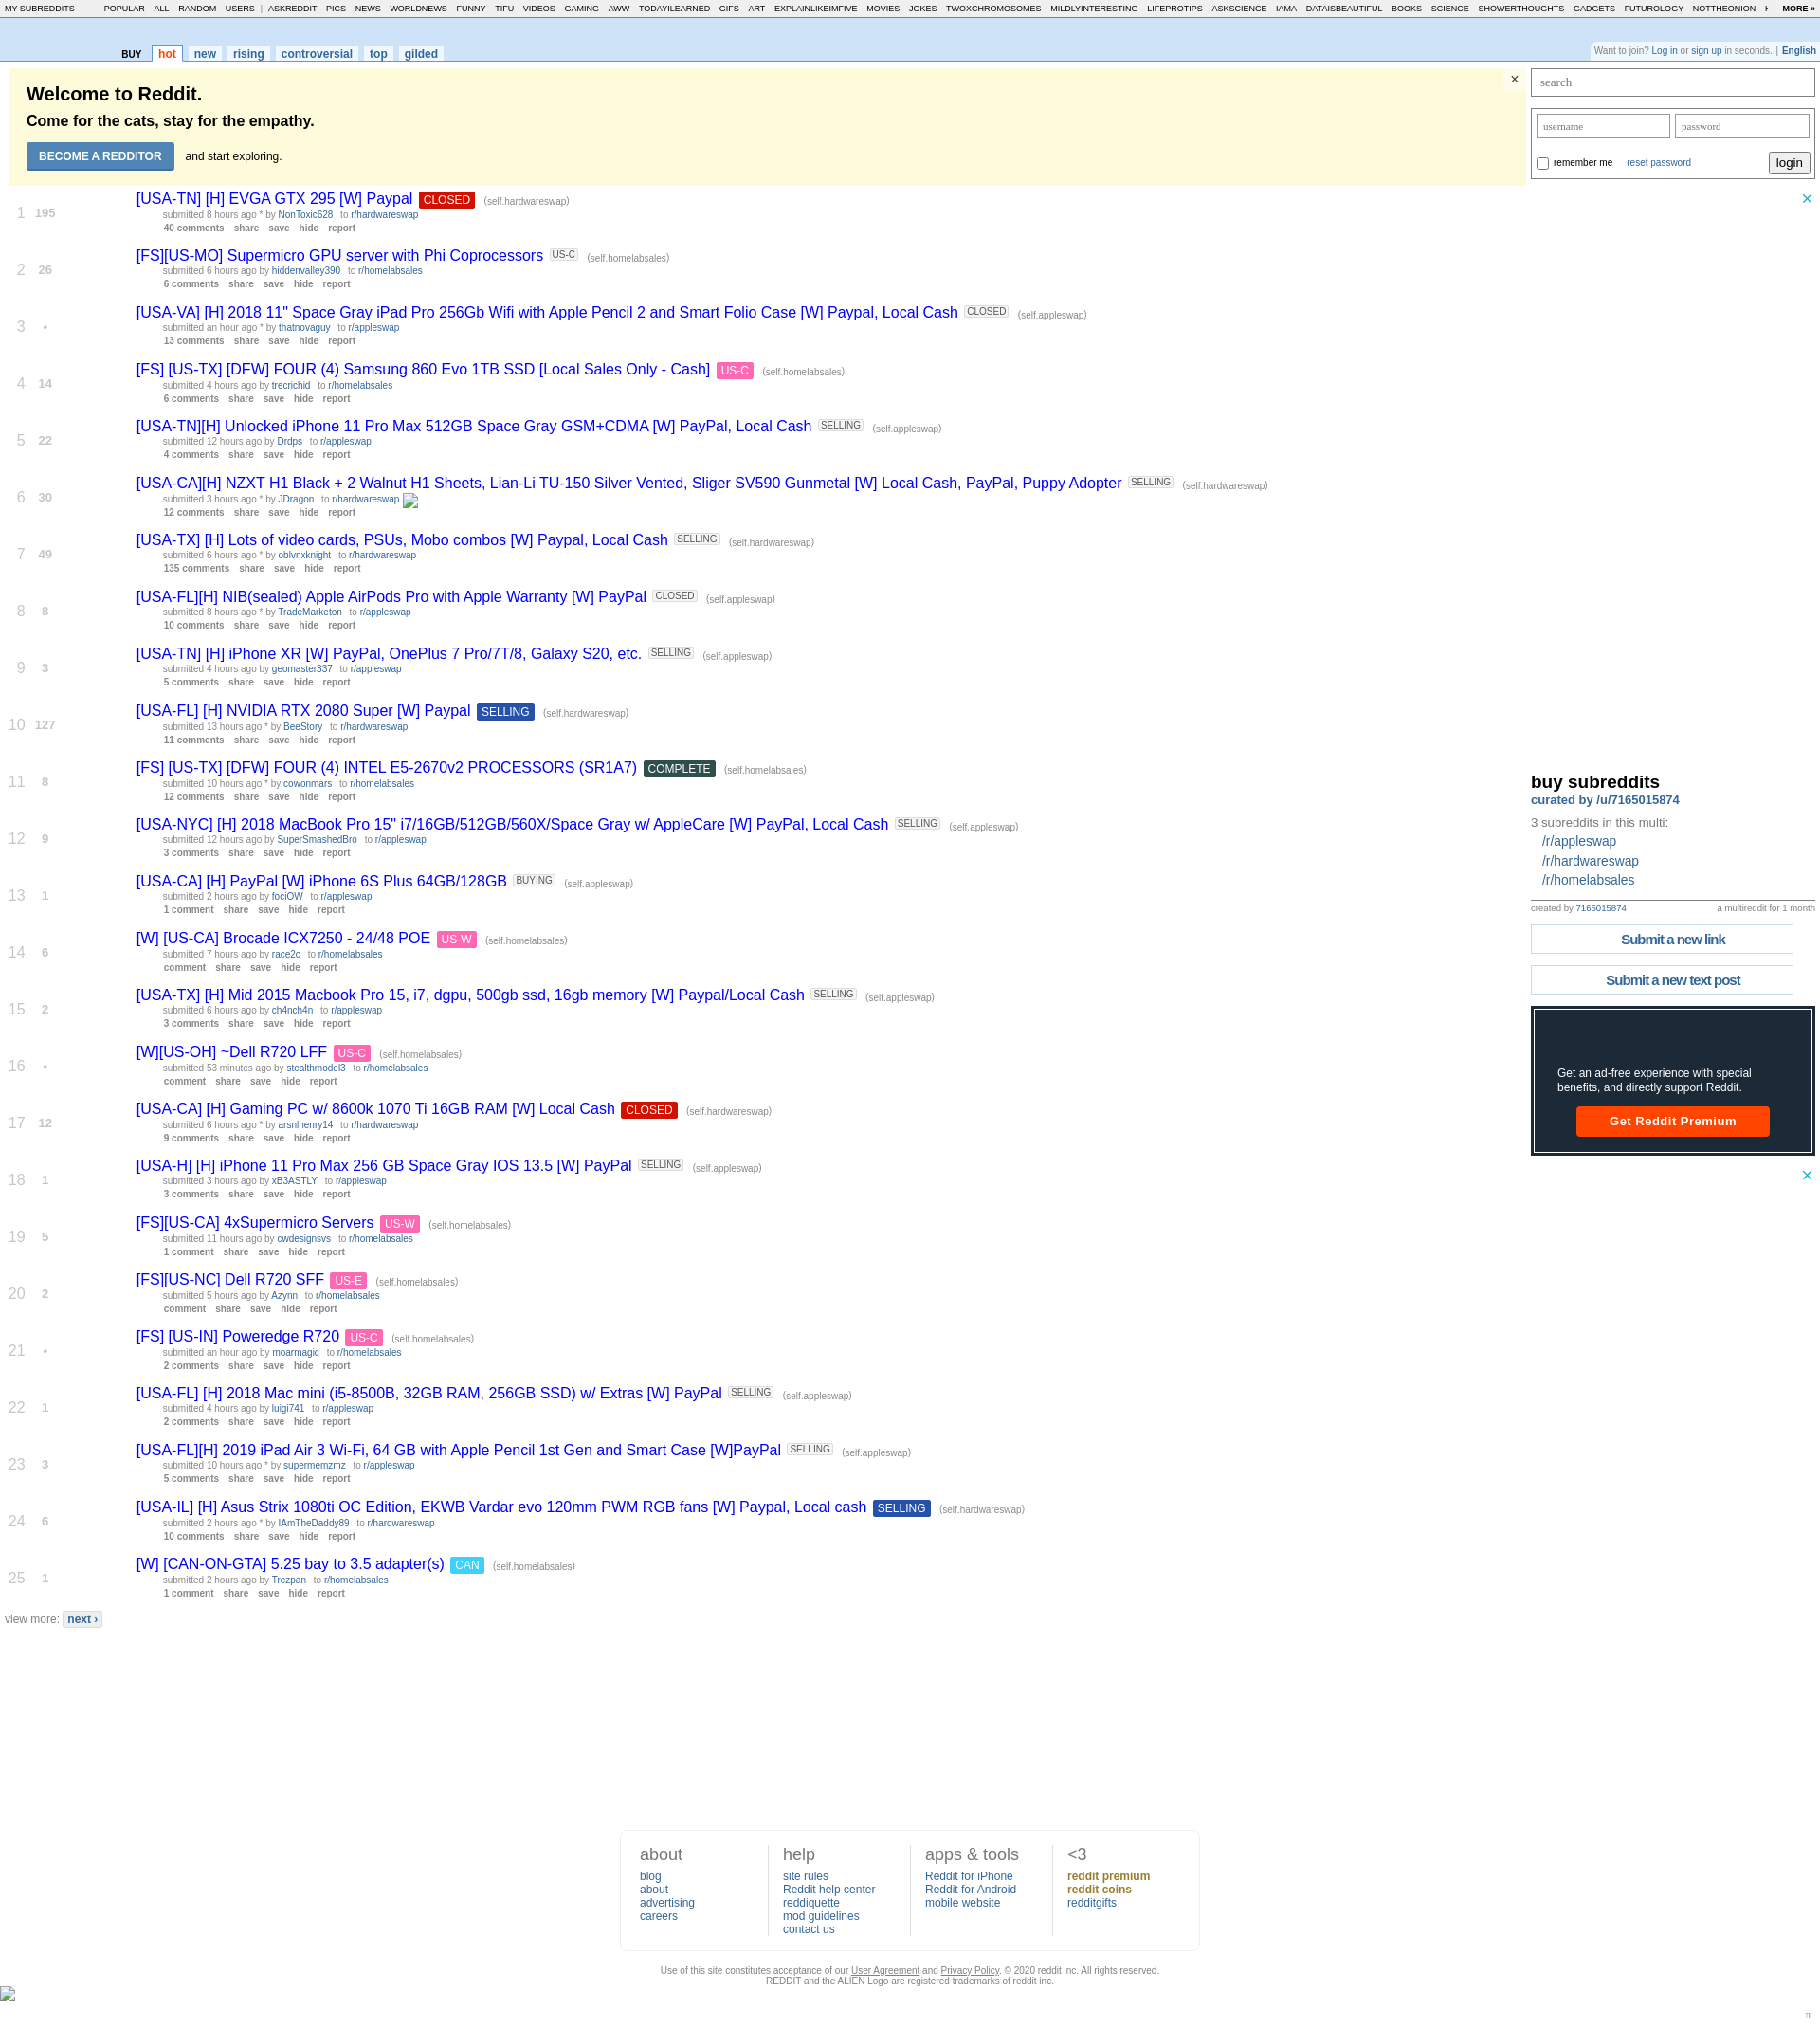 MY SUBREDDITS POPULAR - ALL - RANDOM - USERS | ASKREDDIT - PICS - NEWS - WORLDNEWS - FUNNY - TIFU - VIDEOS - GAMING - AWW - TODAYILEARNED - GIFS - ART - EXPLAINLIKEIMFIVE - MOVIES - JOKES - TWOXCHROMOSOMES - MILDLYINTERESTING - LIFEPROTIPS - ASKSCIENCE - IAMA - DATAISBEAUTIFUL - BOOKS - SCIENCE - SHOWERTHOUGHTS - GADGETS - FUTUROLOGY - NOTTHEONION - MORE »
BUY hot new rising controversial top gilded
Want to join? Log in or sign up in seconds. | English
Welcome to Reddit.
Come for the cats, stay for the empathy.
BECOME A REDDITOR and start exploring.
×
search
username password
remember me reset password login
×
1 195 [USA-TN] [H] EVGA GTX 295 [W] Paypal CLOSED (self.hardwareswap)
submitted 8 hours ago * by NonToxic628 to r/hardwareswap
40 comments share save hide report
2 26 [FS][US-MO] Supermicro GPU server with Phi Coprocessors US-C (self.homelabsales)
submitted 6 hours ago by hiddenvalley390 to r/homelabsales
6 comments share save hide report
3 • [USA-VA] [H] 2018 11" Space Gray iPad Pro 256Gb Wifi with Apple Pencil 2 and Smart Folio Case [W] Paypal, Local Cash CLOSED (self.appleswap)
submitted an hour ago * by thatnovaguy to r/appleswap
13 comments share save hide report
4 14 [FS] [US-TX] [DFW] FOUR (4) Samsung 860 Evo 1TB SSD [Local Sales Only - Cash] US-C (self.homelabsales)
submitted 4 hours ago by trecrichid to r/homelabsales
6 comments share save hide report
5 22 [USA-TN][H] Unlocked iPhone 11 Pro Max 512GB Space Gray GSM+CDMA [W] PayPal, Local Cash SELLING (self.appleswap)
submitted 12 hours ago by Drdps to r/appleswap
4 comments share save hide report
6 30 [USA-CA][H] NZXT H1 Black + 2 Walnut H1 Sheets, Lian-Li TU-150 Silver Vented, Sliger SV590 Gunmetal [W] Local Cash, PayPal, Puppy Adopter SELLING (self.hardwareswap)
submitted 3 hours ago * by JDragon to r/hardwareswap
12 comments share save hide report
7 49 [USA-TX] [H] Lots of video cards, PSUs, Mobo combos [W] Paypal, Local Cash SELLING (self.hardwareswap)
submitted 6 hours ago * by oblvnxknight to r/hardwareswap
135 comments share save hide report
8 8 [USA-FL][H] NIB(sealed) Apple AirPods Pro with Apple Warranty [W] PayPal CLOSED (self.appleswap)
submitted 8 hours ago * by TradeMarketon to r/appleswap
10 comments share save hide report
9 3 [USA-TN] [H] iPhone XR [W] PayPal, OnePlus 7 Pro/7T/8, Galaxy S20, etc. SELLING (self.appleswap)
submitted 4 hours ago by geomaster337 to r/appleswap
5 comments share save hide report
10 127 [USA-FL] [H] NVIDIA RTX 2080 Super [W] Paypal SELLING (self.hardwareswap)
submitted 13 hours ago * by BeeStory to r/hardwareswap
11 comments share save hide report
11 8 [FS] [US-TX] [DFW] FOUR (4) INTEL E5-2670v2 PROCESSORS (SR1A7) COMPLETE (self.homelabsales)
submitted 10 hours ago * by cowonmars to r/homelabsales
12 comments share save hide report
12 9 [USA-NYC] [H] 2018 MacBook Pro 15" i7/16GB/512GB/560X/Space Gray w/ AppleCare [W] PayPal, Local Cash SELLING (self.appleswap)
submitted 12 hours ago by SuperSmashedBro to r/appleswap
3 comments share save hide report
13 1 [USA-CA] [H] PayPal [W] iPhone 6S Plus 64GB/128GB BUYING (self.appleswap)
submitted 2 hours ago by fociOW to r/appleswap
1 comment share save hide report
14 6 [W] [US-CA] Brocade ICX7250 - 24/48 POE US-W (self.homelabsales)
submitted 7 hours ago by race2c to r/homelabsales
comment share save hide report
15 2 [USA-TX] [H] Mid 2015 Macbook Pro 15, i7, dgpu, 500gb ssd, 16gb memory [W] Paypal/Local Cash SELLING (self.appleswap)
submitted 6 hours ago by ch4nch4n to r/appleswap
3 comments share save hide report
16 • [W][US-OH] ~Dell R720 LFF US-C (self.homelabsales)
submitted 53 minutes ago by stealthmodel3 to r/homelabsales
comment share save hide report
17 12 [USA-CA] [H] Gaming PC w/ 8600k 1070 Ti 16GB RAM [W] Local Cash CLOSED (self.hardwareswap)
submitted 6 hours ago * by arsnlhenry14 to r/hardwareswap
9 comments share save hide report
18 1 [USA-H] [H] iPhone 11 Pro Max 256 GB Space Gray IOS 13.5 [W] PayPal SELLING (self.appleswap)
submitted 3 hours ago by xB3ASTLY to r/appleswap
3 comments share save hide report
19 5 [FS][US-CA] 4xSupermicro Servers US-W (self.homelabsales)
submitted 11 hours ago by cwdesignsvs to r/homelabsales
1 comment share save hide report
20 2 [FS][US-NC] Dell R720 SFF US-E (self.homelabsales)
submitted 5 hours ago by Azynn to r/homelabsales
comment share save hide report
21 • [FS] [US-IN] Poweredge R720 US-C (self.homelabsales)
submitted an hour ago by moarmagic to r/homelabsales
2 comments share save hide report
22 1 [USA-FL] [H] 2018 Mac mini (i5-8500B, 32GB RAM, 256GB SSD) w/ Extras [W] PayPal SELLING (self.appleswap)
submitted 4 hours ago by luigi741 to r/appleswap
2 comments share save hide report
23 3 [USA-FL][H] 2019 iPad Air 3 Wi-Fi, 64 GB with Apple Pencil 1st Gen and Smart Case [W]PayPal SELLING (self.appleswap)
submitted 10 hours ago * by supermemzmz to r/appleswap
5 comments share save hide report
24 6 [USA-IL] [H] Asus Strix 1080ti OC Edition, EKWB Vardar evo 120mm PWM RGB fans [W] Paypal, Local cash SELLING (self.hardwareswap)
submitted 2 hours ago * by IAmTheDaddy89 to r/hardwareswap
10 comments share save hide report
25 1 [W] [CAN-ON-GTA] 5.25 bay to 3.5 adapter(s) CAN (self.homelabsales)
submitted 2 hours ago by Trezpan to r/homelabsales
1 comment share save hide report
view more: next ›
buy subreddits
curated by /u/7165015874
3 subreddits in this multi:
/r/appleswap
/r/hardwareswap
/r/homelabsales
created by 7165015874 a multireddit for 1 month
Submit a new link
Submit a new text post
Get an ad-free experience with special
benefits, and directly support Reddit.
Get Reddit Premium
×
about
blog
about
advertising
careers
help
site rules
Reddit help center
reddiquette
mod guidelines
contact us
apps & tools
Reddit for iPhone
Reddit for Android
mobile website
<3
reddit premium
reddit coins
redditgifts
Use of this site constitutes acceptance of our User Agreement and Privacy Policy. © 2020 reddit inc. All rights reserved.
REDDIT and the ALIEN Logo are registered trademarks of reddit inc.
π